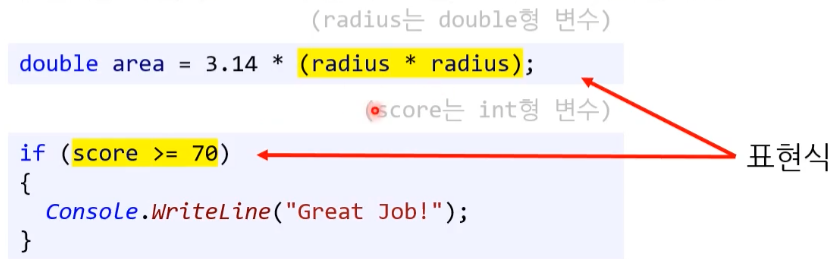 (radius는 double형 변수)
double area = 3.14 * (radius * radius);
(score는 int형 변수)
if (score >= 70)
표현식
{
Console.WriteLine("Great Job!");
}